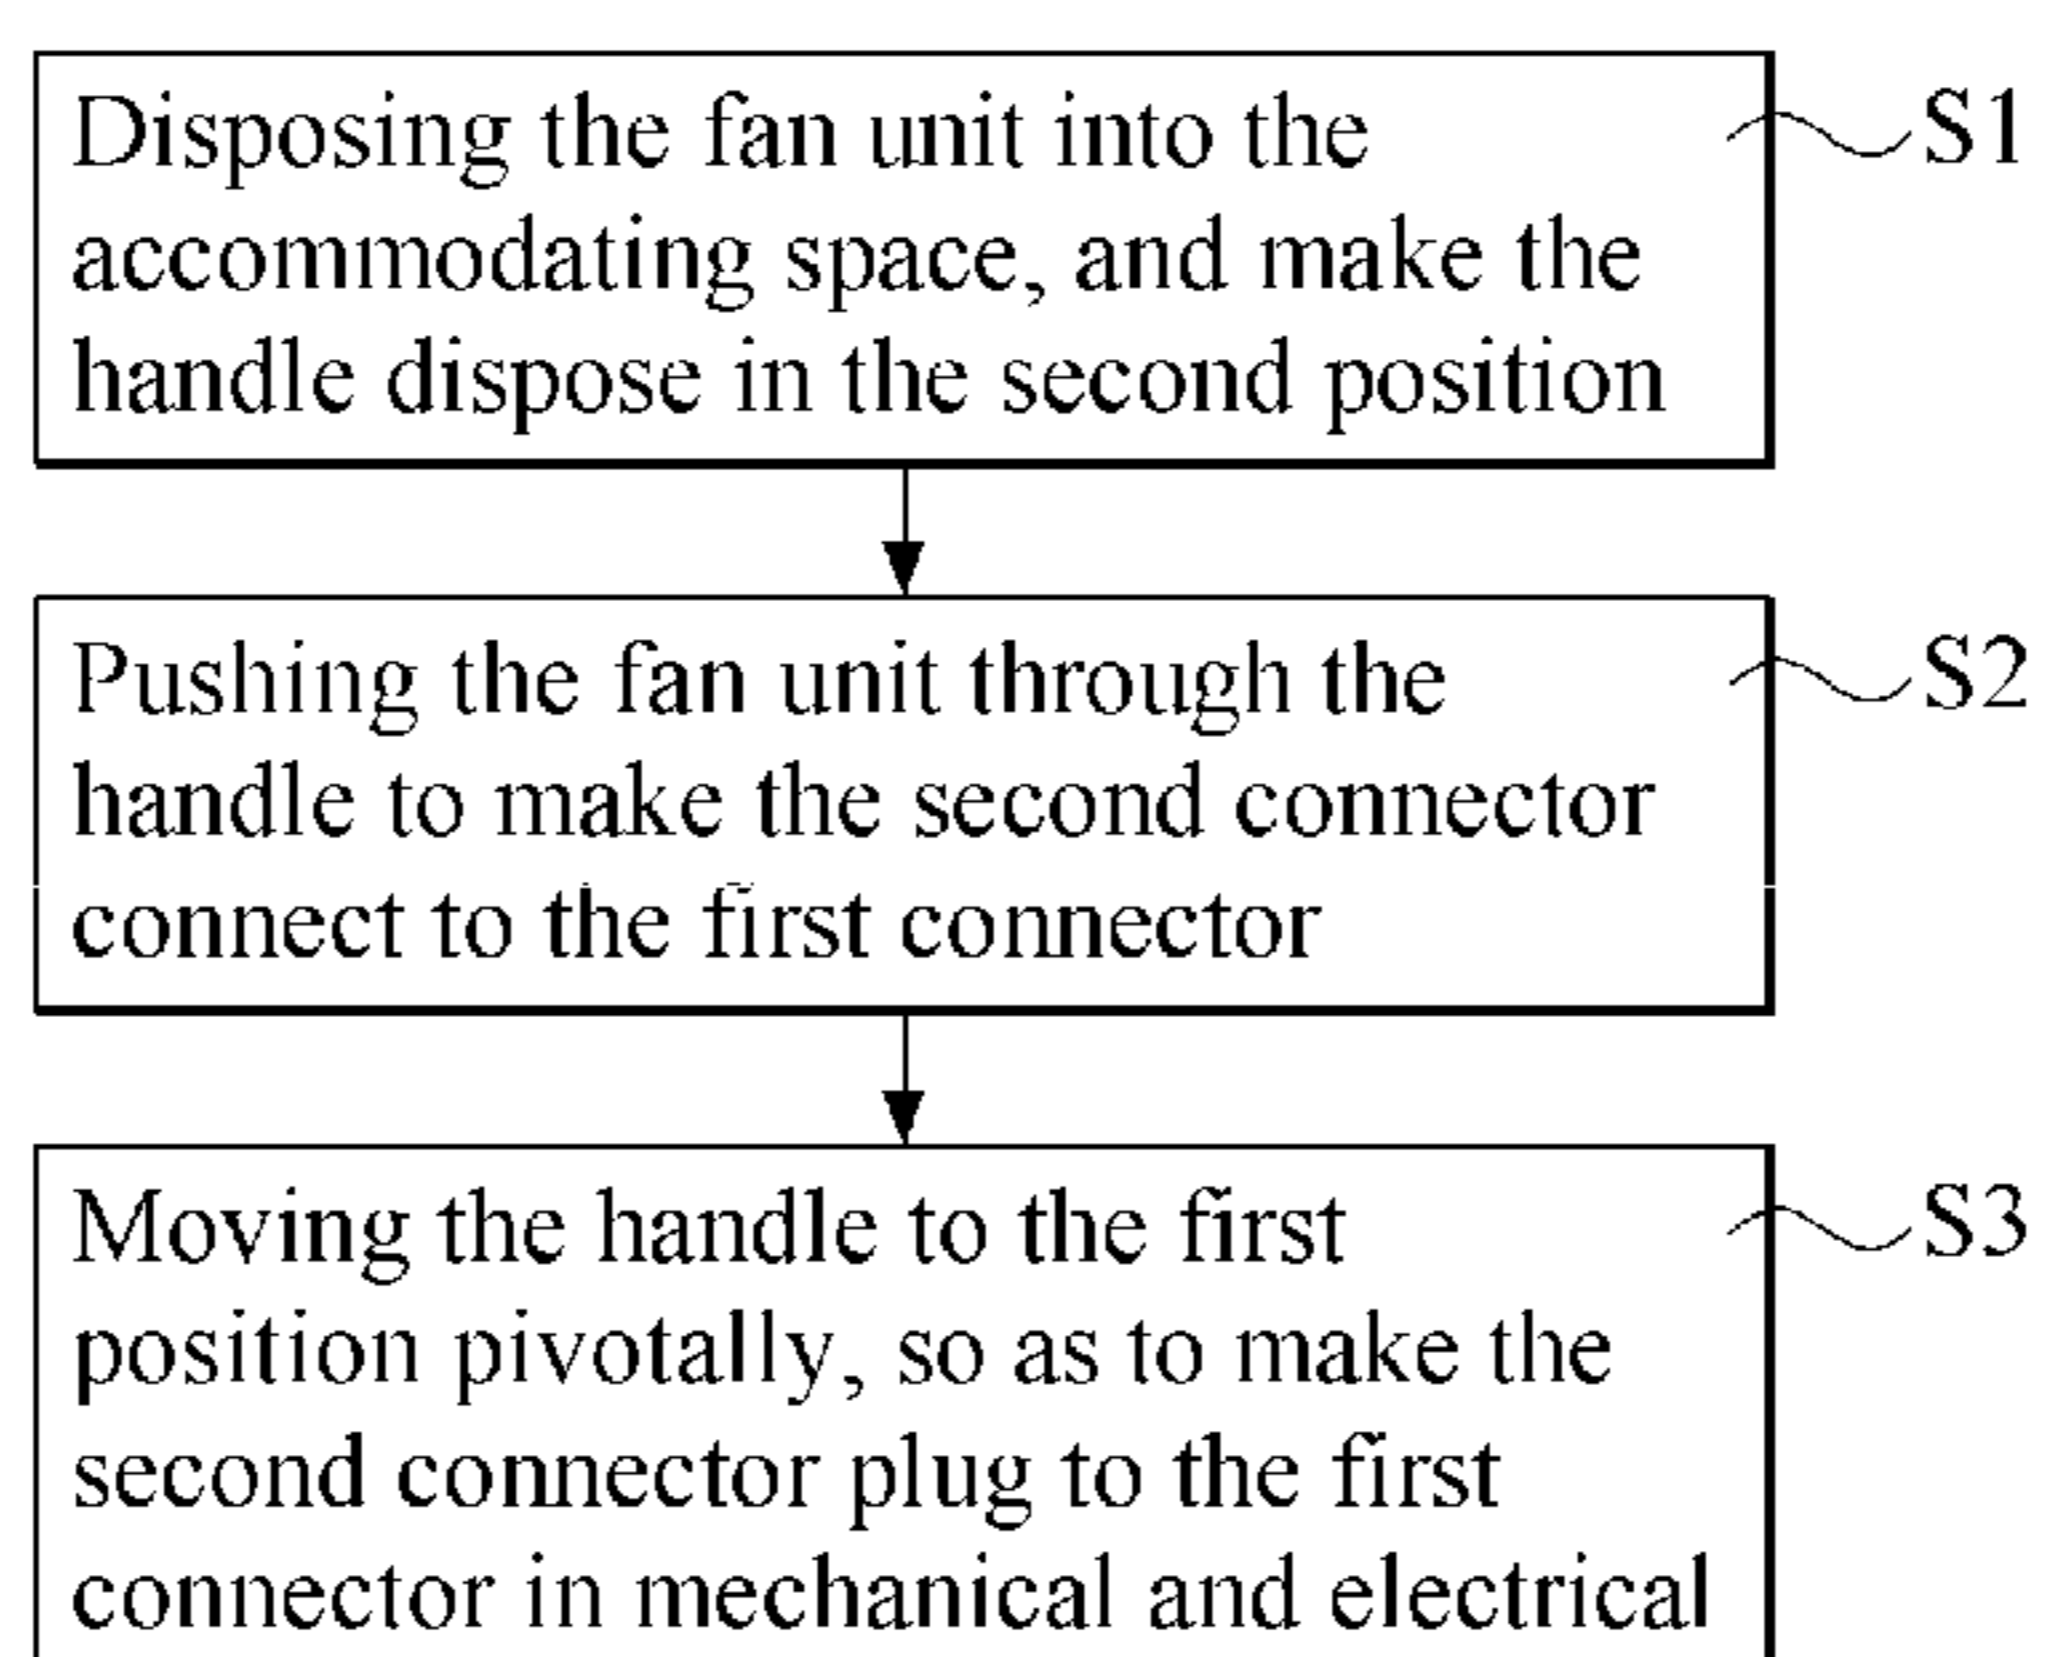 Disposing the fan unit into the
accommodating space, and make the
handle dispose in the second position
S1
Pushing the fan unit through the
handle to make the second connector
connect to the first connector
S2
Moving the handle to the first
position pivotally, so as to make the
second connector plug to the first
connector in mechanical and electrical
S3